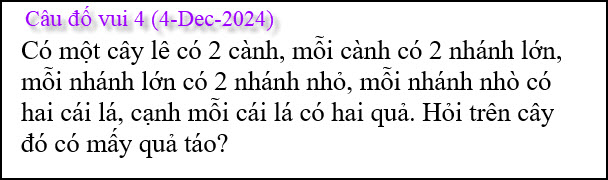 Câu đố vui 4 (4-Dec-2024)
Có một cây lê có 2 cành, mỗi cành có 2 nhánh lớn,
mỗi nhánh lớn có 2 nhánh nhỏ, mỗi nhánh nhò có
hai cái lá, cạnh mỗi cái lá có hai quả. Hỏi trên cây
đó có mấy quả táo?